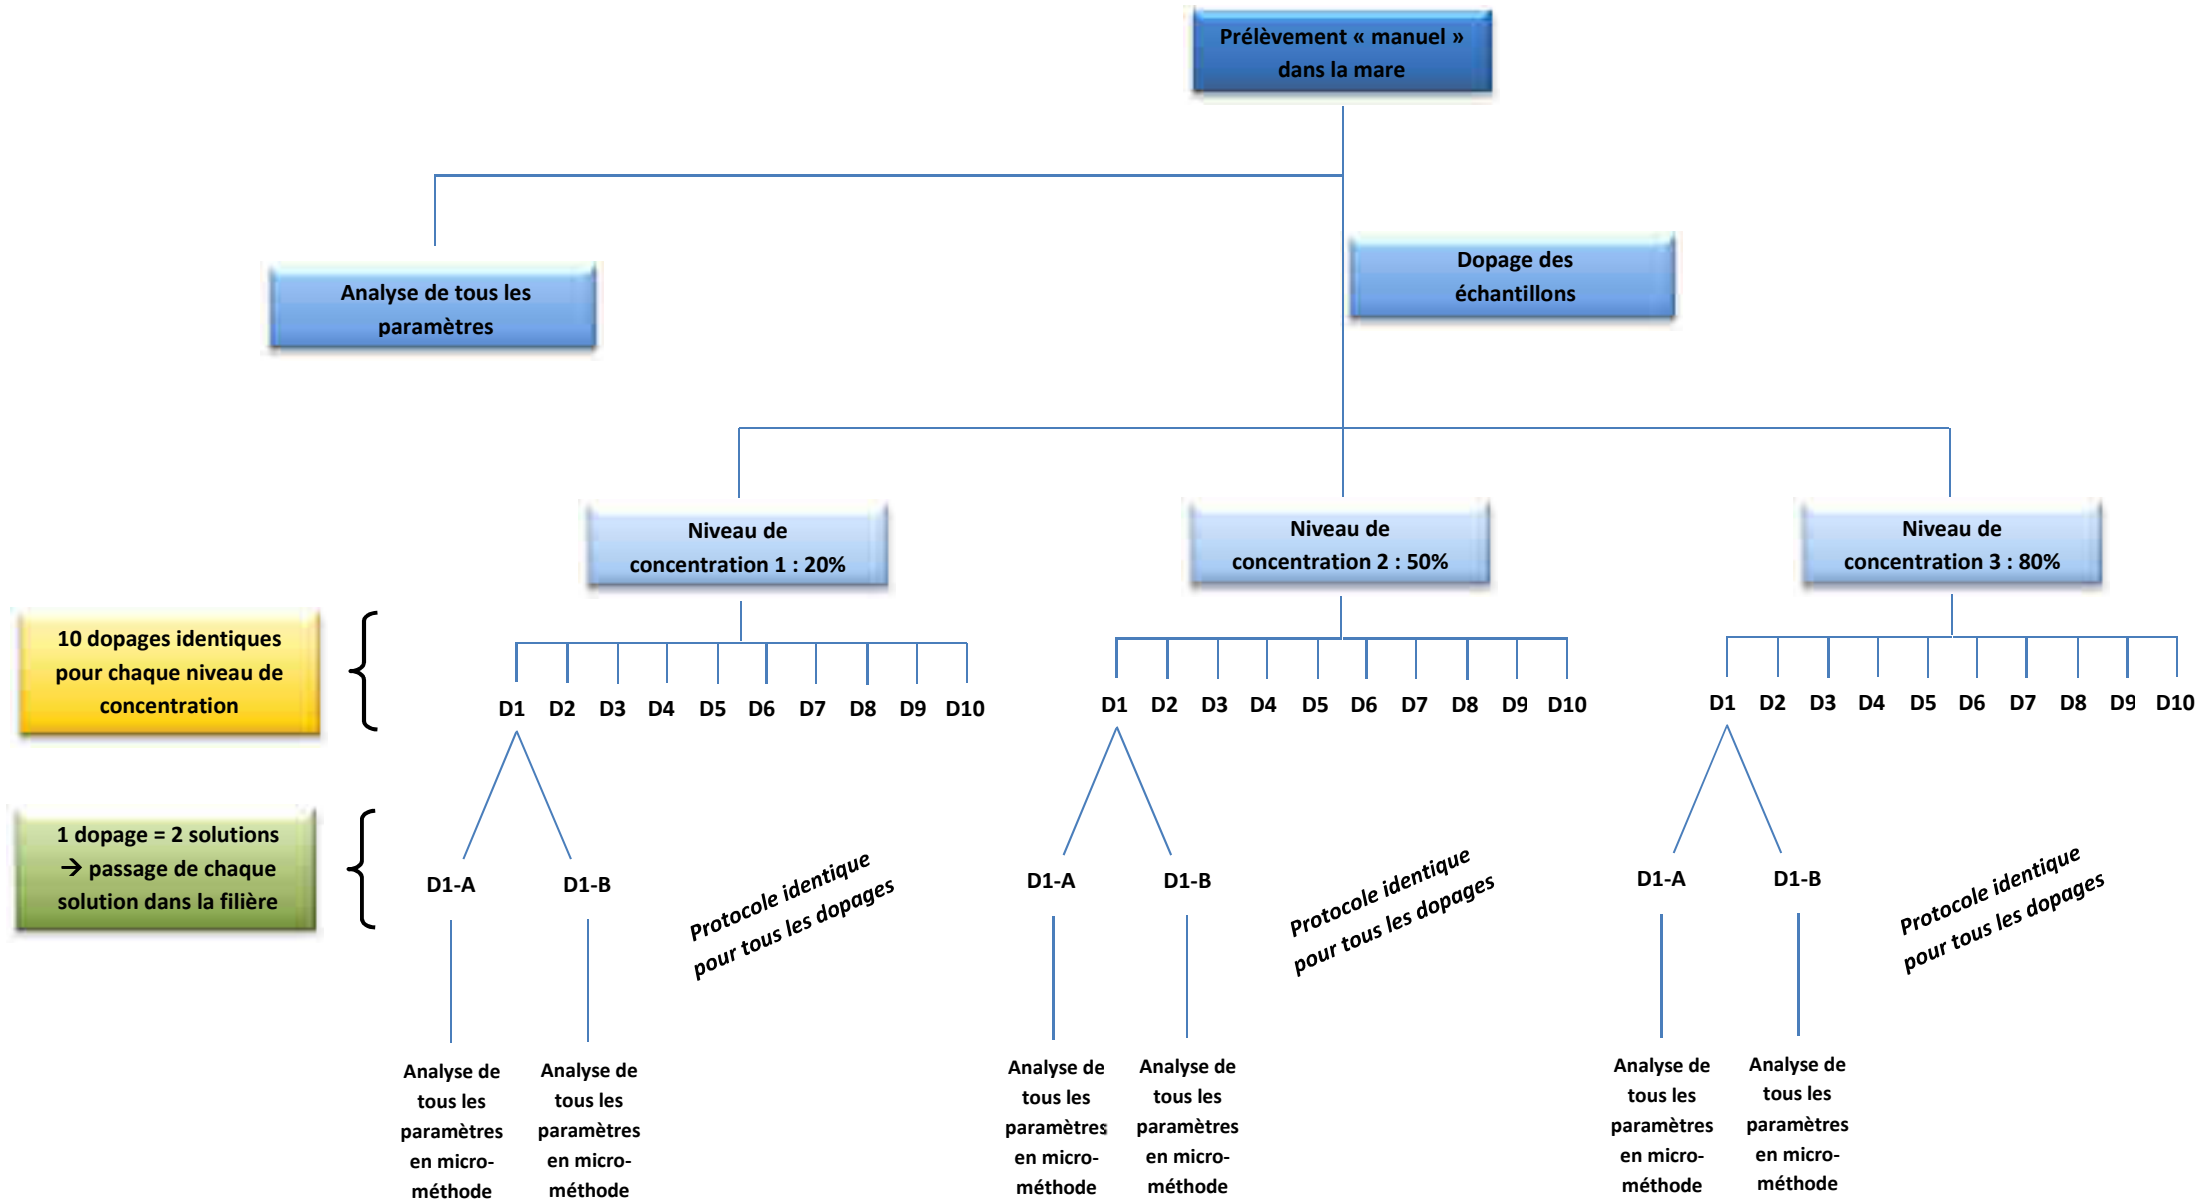 Prélèvement « manuel »
dans la mare
Dopage des
échantillons
Analyse de tous les
paramètres
Niveau de
concentration 1 : 20%
Niveau de
concentration 2 : 50%
Niveau de
concentration 3 : 80%
10 dopages identiques
pour chaque niveau de
concentration
D1 D2 D3 D4 D5 D6 D7 D8 D9 D10
D1 D2 D3 D4 D5 D6 D7 D8 D9 D10
D1 D2 D3 D4 D5 D6 D7 D8 D9 D10
1 dopage = 2 solutions
→ passage de chaque
solution dans la filière
D1-A D1-B
Protocole identique
pour tous les dopages
D1-A D1-B
Protocole identique
pour tous les dopages
D1-A D1-B
Protocole identique
pour tous les dopages
Analyse de
tous les
paramètres
en micro-
méthode
Analyse de
tous les
paramètres
en micro-
méthode
Analyse de
tous les
paramètres
en micro-
méthode
Analyse de
tous les
paramètres
en micro-
méthode
Analyse de
tous les
paramètres
en micro-
méthode
Analyse de
tous les
paramètres
en micro-
méthode